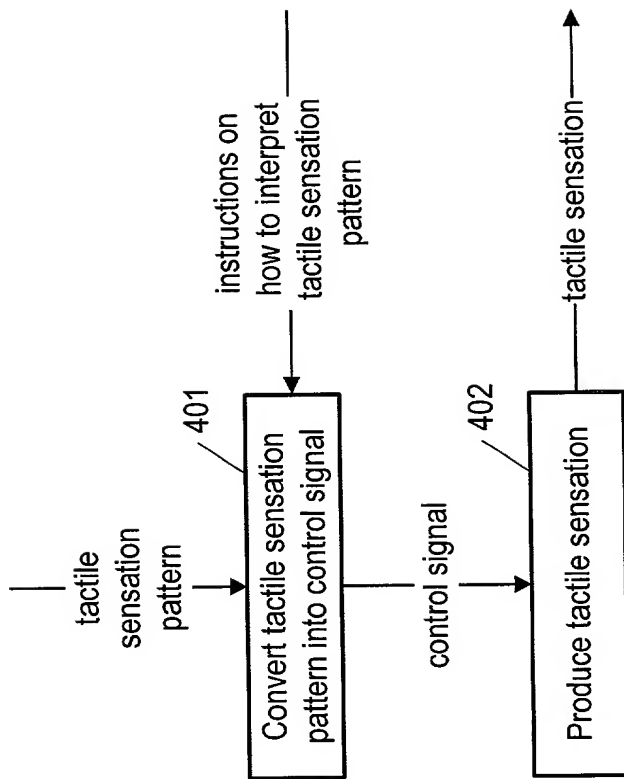 tactile
sensation
pattern
401
Convert tactile sensation
pattern into control signal
instructions on
how to interpret
tactile sensation
pattern
control signal
402
Produce tactile sensation
tactile sensation